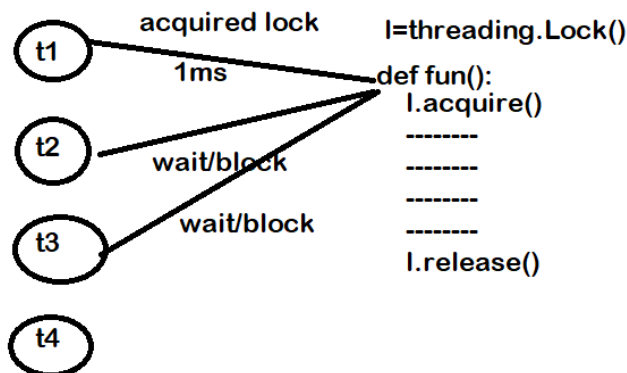 acquired lock
l=threading.Lock()
t1
1ms
def fun():
l.acquire()
--------
t2
--------
wait/block
--------
t3
wait/block
--------
l.release()
t4